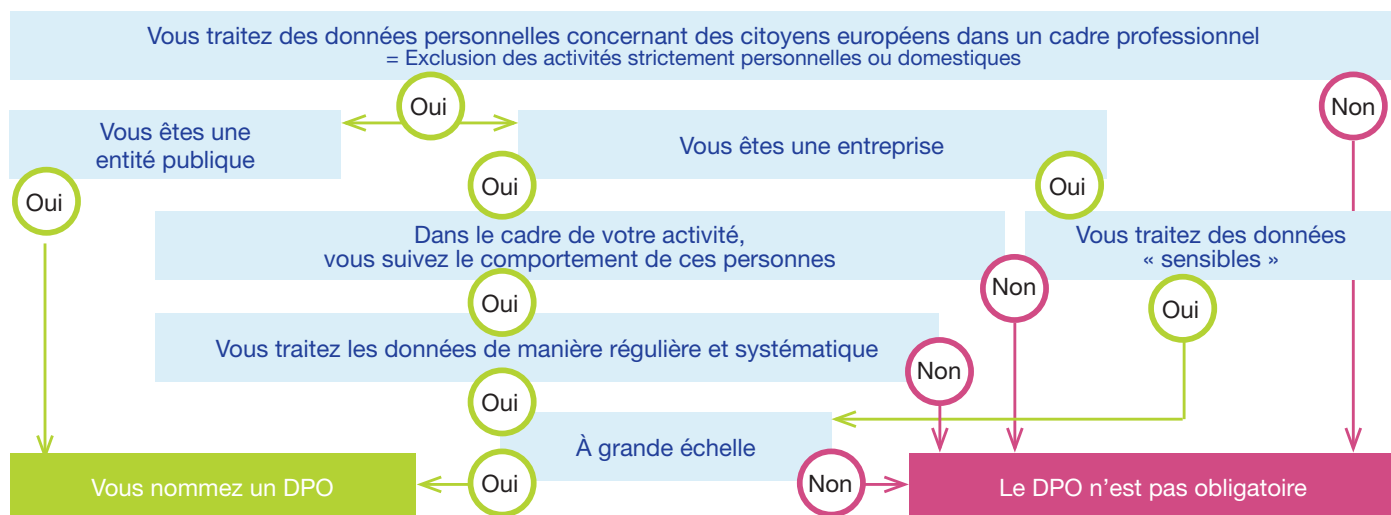 Vous traitez des données personnelles concernant des citoyens européens dans un cadre professionnel
= Exclusion des activités strictement personnelles ou domestiques
Oui
Non
Vous êtes une
entité publique
Vous êtes une entreprise
Oui
Oui
Oui
Dans le cadre de votre activité,
vous suivez le comportement de ces personnes
Vous traitez des données
« sensibles »
Oui
Non
Oui
Vous traitez les données de manière régulière et systématique
Non
Oui
À grande échelle
Vous nommez un DPO
Oui
Non
Le DPO n'est pas obligatoire